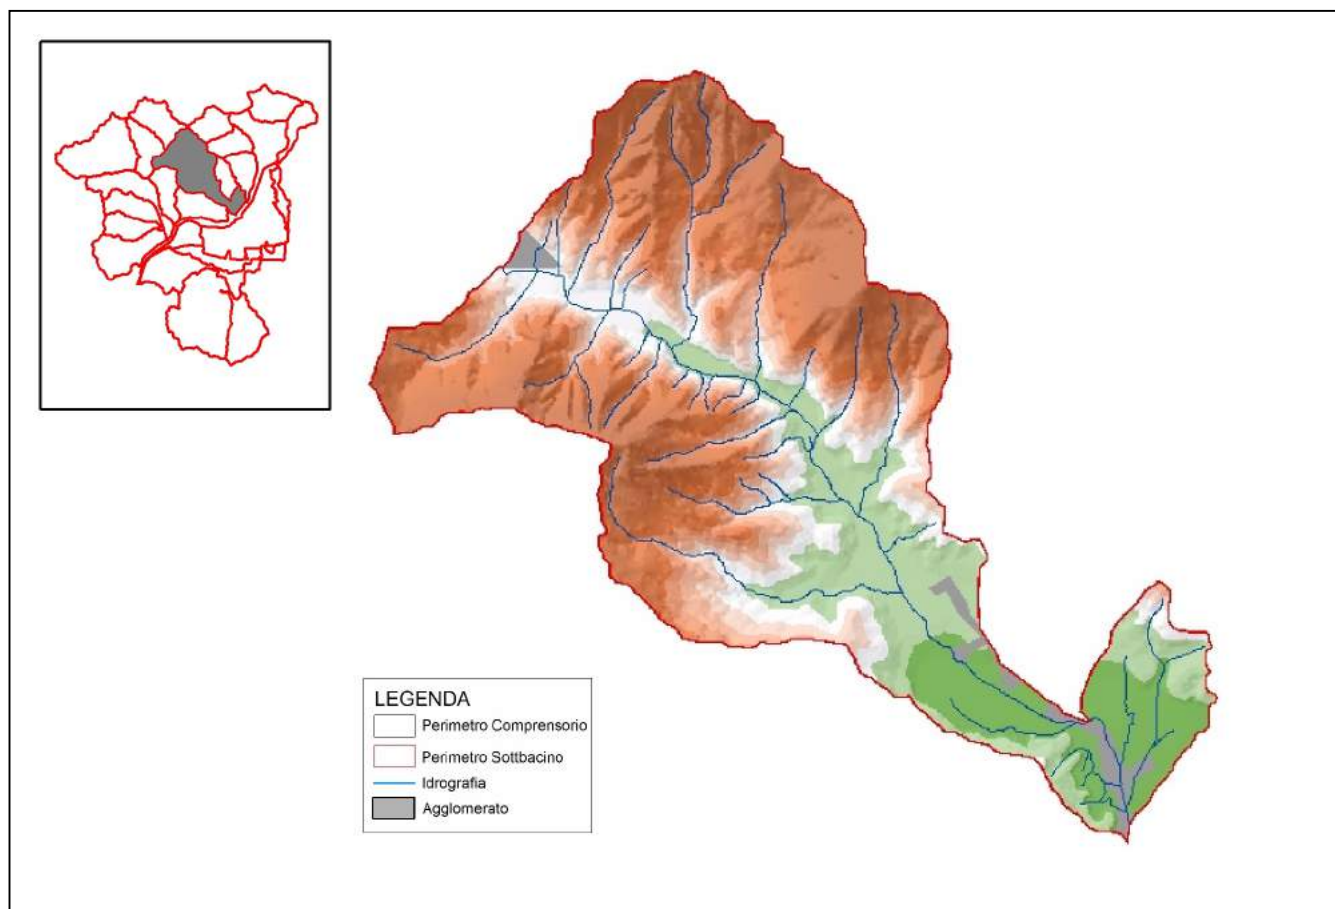 LEGENDA
Perimetro Comprensorio
Perimetro Sottbacino
Idrografia
Agglomerato